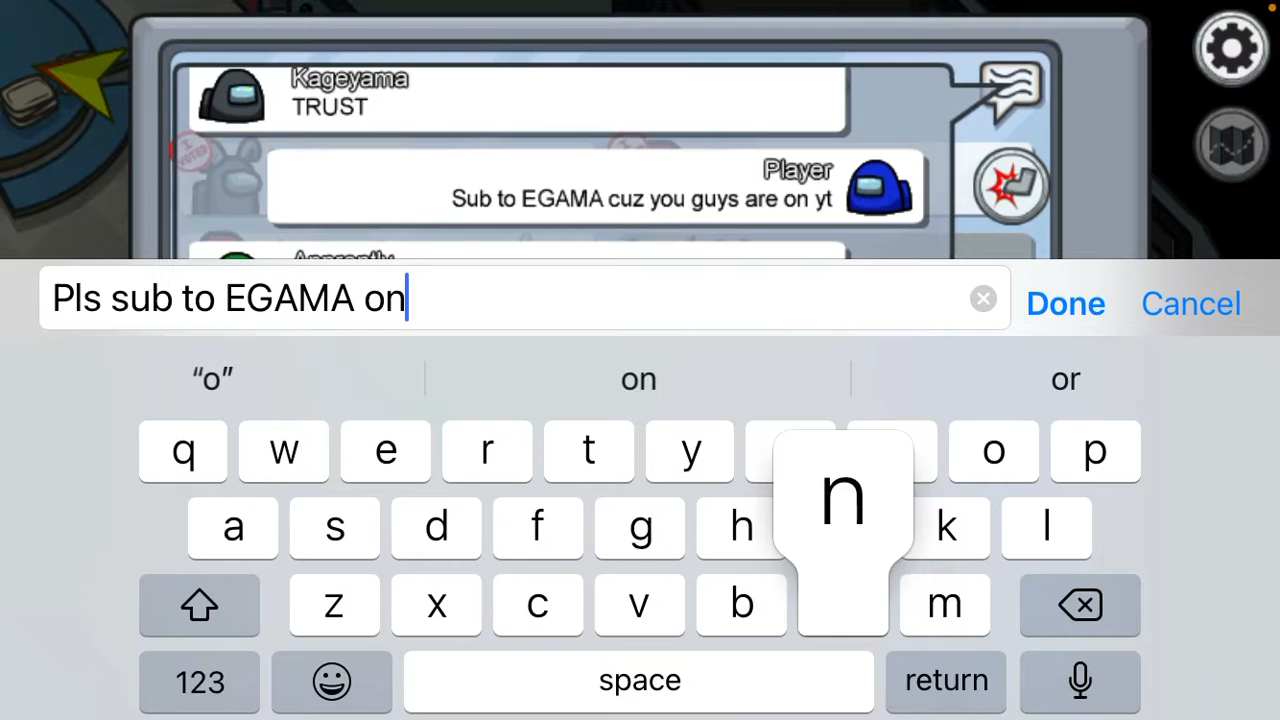 Kageyama
TRUST
Player
Sub to EGAMA cuz you guys are on yt
Apprently
Pls sub to EGAMA on
Done
Cancel
“o”
on
or
q w e r t y o p
a s d f g h k l
n
z x c v b m
123
space
return